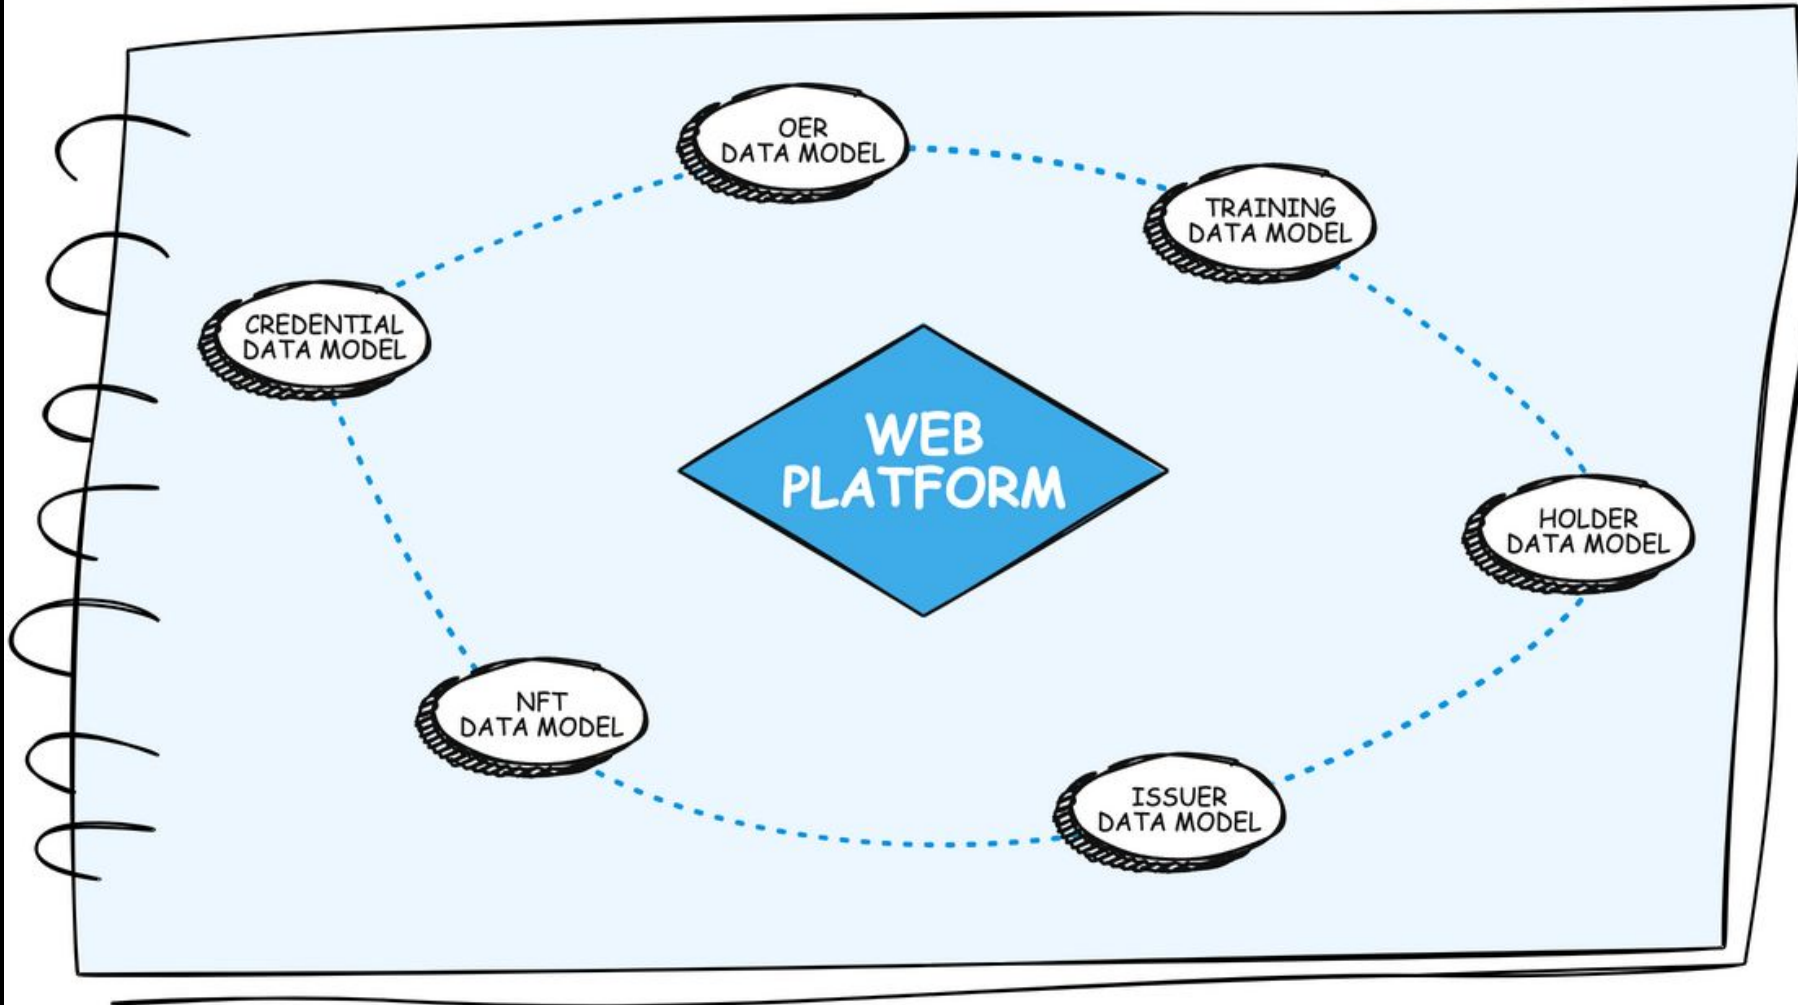 OER
DATA MODEL
TRAINING
DATA MODEL
CREDENTIAL
DATA MODEL
WEB
PLATFORM
HOLDER
DATA MODEL
NFT
DATA MODEL
ISSUER
DATA MODEL